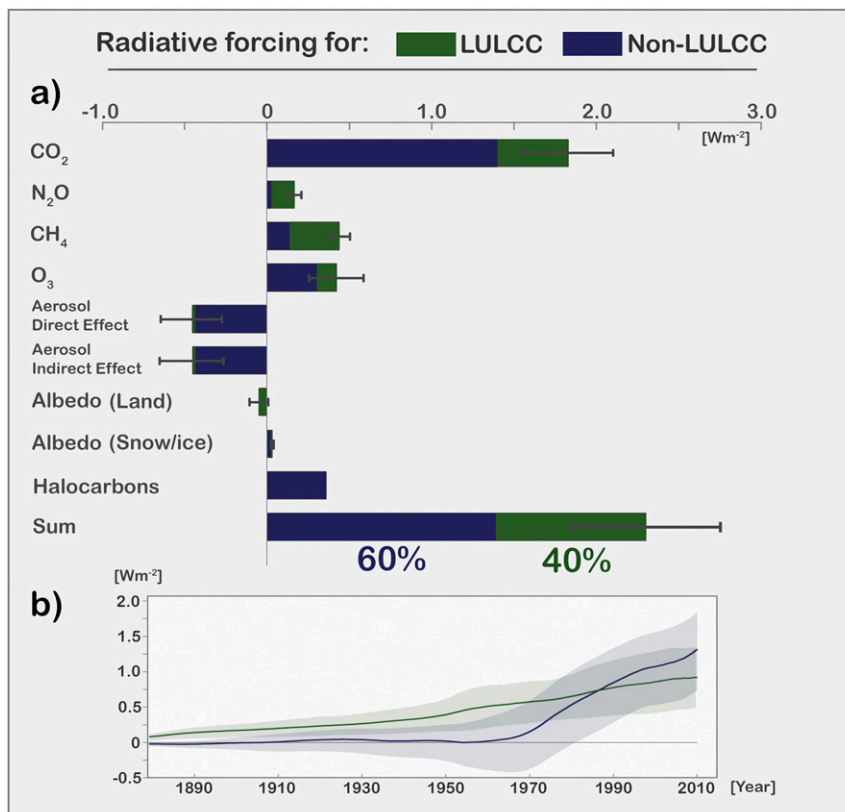 Radiative forcing for: LULCC Non-LULCC
a)
-1.0 0 1.0 2.0 3.0
[Wm-2]
CO2
N2O
CH4
O3
Aerosol
Direct Effect
Aerosol
Indirect Effect
Albedo (Land)
Albedo (Snow/ice)
Halocarbons
Sum
60% 40%
b)
[Wm-2]
2.0
1.5
1.0
0.5
0
-0.5
1890 1910 1930 1950 1970 1990 2010 [Year]